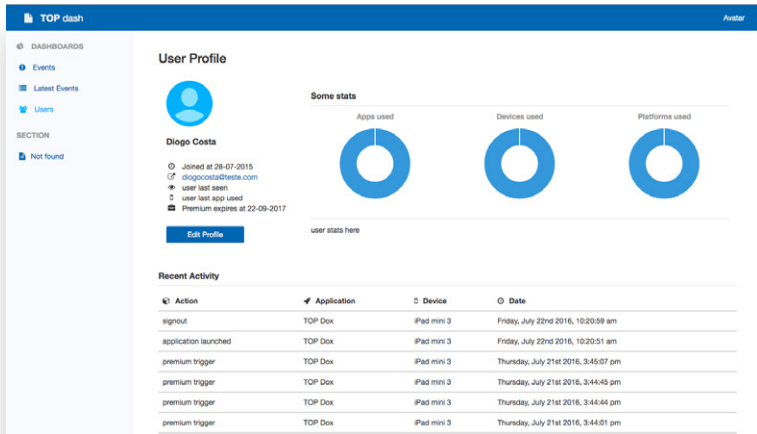 TOP dash
Avatar
DASHBOARDS
Events
Latest Events
Users
SECTION
Not found
User Profile
Diogo Costa
Joined at 28-07-2015
diogocosta@teste.com
user last seen
user last app used
Premium expires at 22-09-2017
Edit Profile
Some stats
Apps used Devices used Platforms used
user stats here
Recent Activity
Action Application Device Date
signout TOP Dox iPad mini 3 Friday, July 22nd 2016, 10:20:59 am
application launched TOP Dox iPad mini 3 Friday, July 22nd 2016, 10:20:51 am
premium trigger TOP Dox iPad mini 3 Thursday, July 21st 2016, 3:45:07 pm
premium trigger TOP Dox iPad mini 3 Thursday, July 21st 2016, 3:44:45 pm
premium trigger TOP Dox iPad mini 3 Thursday, July 21st 2016, 3:44:44 pm
premium trigger TOP Dox iPad mini 3 Thursday, July 21st 2016, 3:44:01 pm